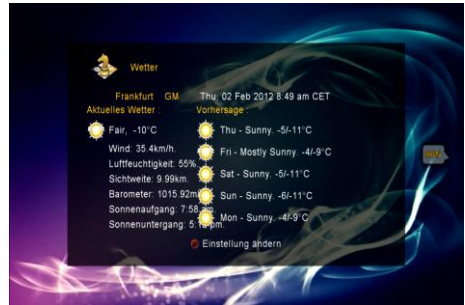 Wetter
Frankfurt GM Thu, 02 Feb 2012 8:49 am CET
Aktuelles Wetter : Vorhersage :
Fair, -10°C
Wind: 35.4km/h.
Luftfeuchtigkeit: 55%
Sichtweite: 9.99km.
Barometer: 1015.92m
Sonnenaufgang: 7:58
Sonnenuntergang: 5: pm.
Thu - Sunny. -5/-11°C
Fri - Mostly Sunny. -4/-9°C
Sat - Sunny. -5/-11°C
Sun - Sunny. -6/-11°C
Mon - Sunny. -4/-9°C
Einstellung ändern